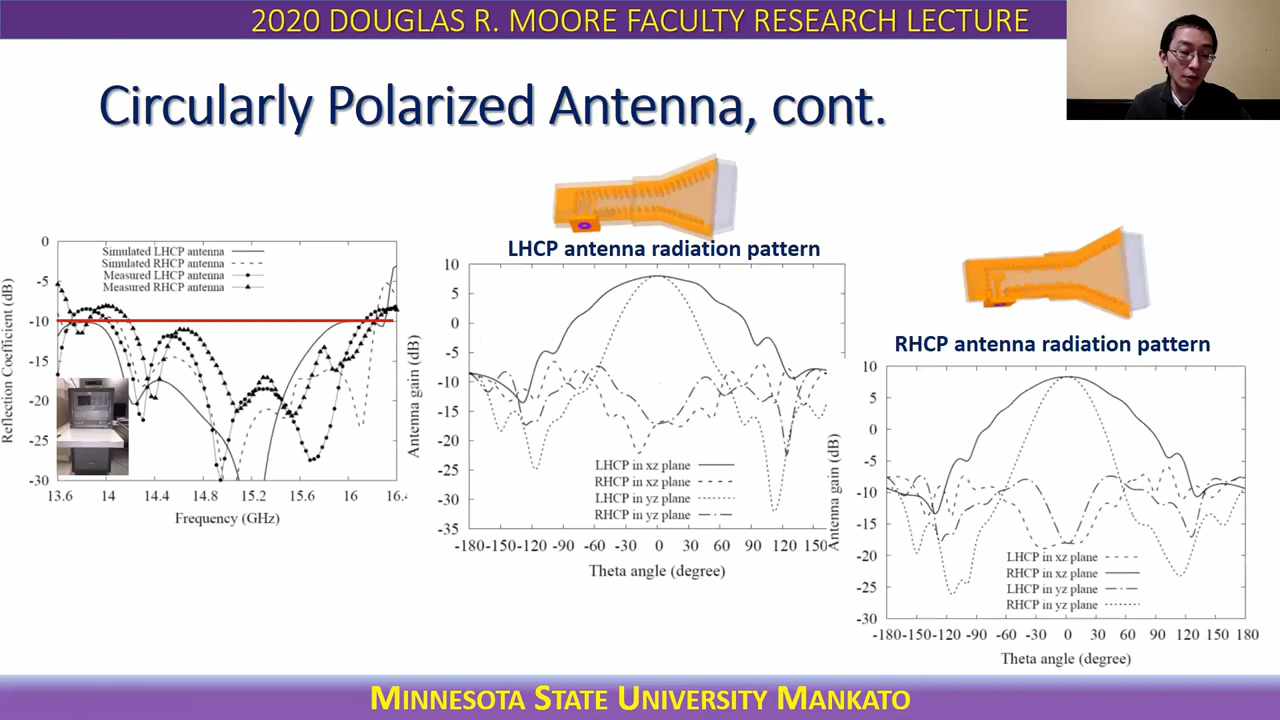 2020 DOUGLAS R. MOORE FACULTY RESEARCH LECTURE
Circularly Polarized Antenna, cont.
Reflection Coefficient (dB)
0
-5
-10
-15
-20
-25
-30
Simulated LHCP antenna
Simulated RHCP antenna
Measured LHCP antenna
Measured RHCP antenna
13.6 14 14.4 14.8 15.2 15.6 16 16.4
Frequency (GHz)
LHCP antenna radiation pattern
Antenna gain (dB)
10
5
0
-5
-10
-15
-20
-25
-30
-35
LHCP in xz plane
RHCP in xz plane
LHCP in yz plane
RHCP in yz plane
-180 -150 -120 -90 -60 -30 0 30 60 90 120 150
Theta angle (degree)
RHCP antenna radiation pattern
Antenna gain (dB)
10
5
0
-5
-10
-15
-20
-25
-30
LHCP in xz plane
RHCP in xz plane
LHCP in yz plane
RHCP in yz plane
-180 -150 -120 -90 -60 -30 0 30 60 90 120 150 180
Theta angle (degree)
MINNESOTA STATE UNIVERSITY MANKATO